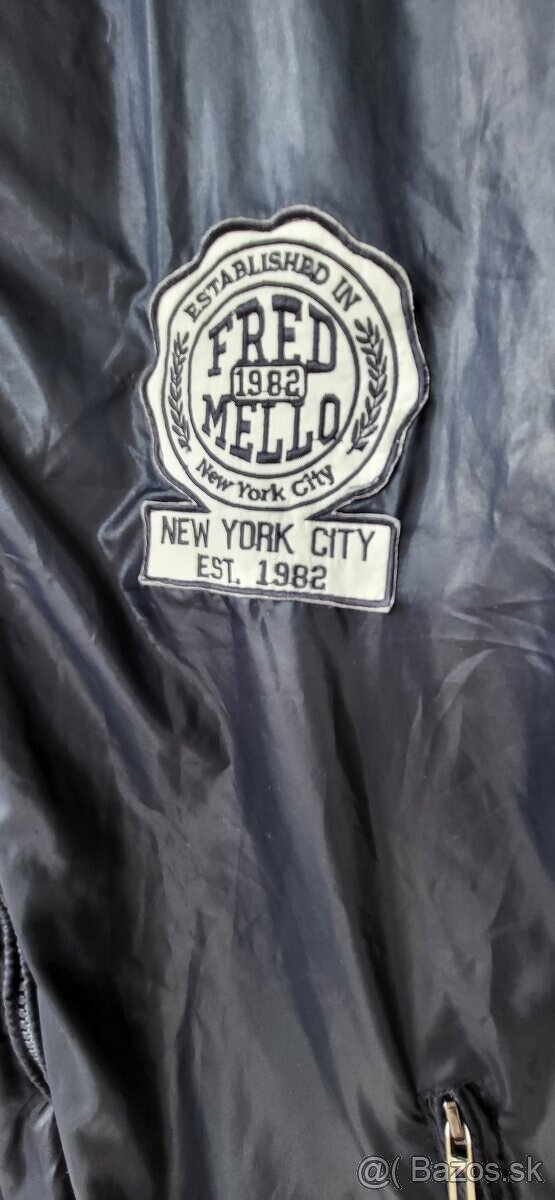 ESTABLISHED IN
FRED
1982
MELLO
New York City
NEW YORK CITY
EST. 1982
@( Bazos.sk